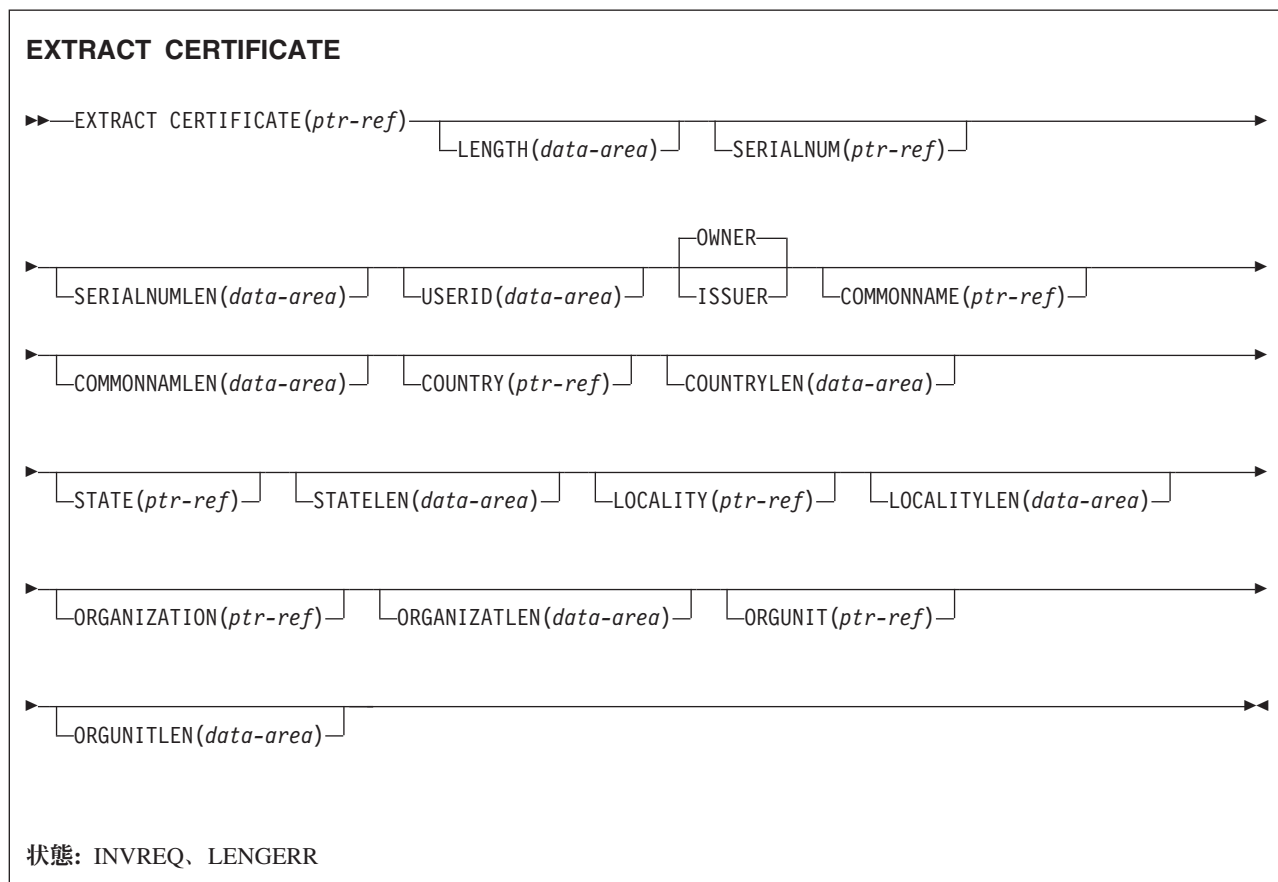 EXTRACT CERTIFICATE
EXTRACT CERTIFICATE(ptr-ref)
LENGTH(data-area) SERIALNUM(ptr-ref)
OWNER
SERIALNUMLEN(data-area) USERID(data-area) ISSUER COMMONNAME(ptr-ref)
COMMONNAMLEN(data-area) COUNTRY(ptr-ref) COUNTRYLEN(data-area)
STATE(ptr-ref) STATELEN(data-area) LOCALITY(ptr-ref) LOCALITYLEN(data-area)
ORGANIZATION(ptr-ref) ORGANIZATLEN(data-area) ORGUNIT(ptr-ref)
ORGUNITLEN(data-area)
状態: INVREQ、LENGERR